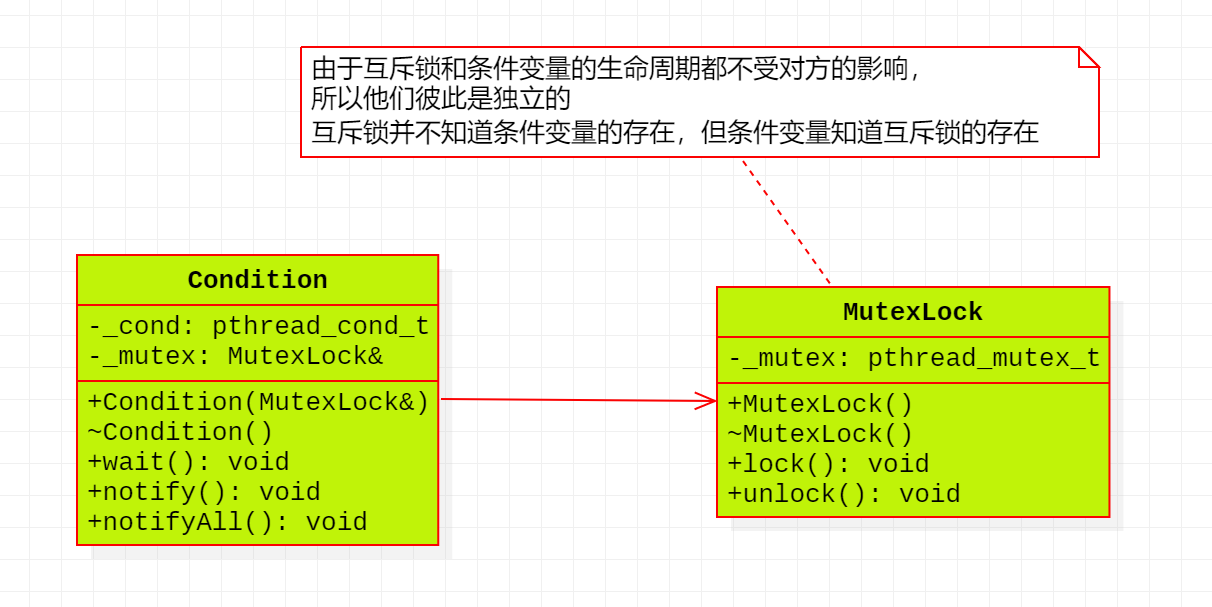 由于互斥锁和条件变量的生命周期都不受对方的影响，
所以他们彼此是独立的
互斥锁并不知道条件变量的存在，但条件变量知道互斥锁的存在
Condition
-_cond: pthread_cond_t
-_mutex: MutexLock&
+Condition(MutexLock&)
~Condition()
+wait(): void
+notify(): void
+notifyAll(): void
MutexLock
-_mutex: pthread_mutex_t
+MutexLock()
~MutexLock()
+lock(): void
+unlock(): void